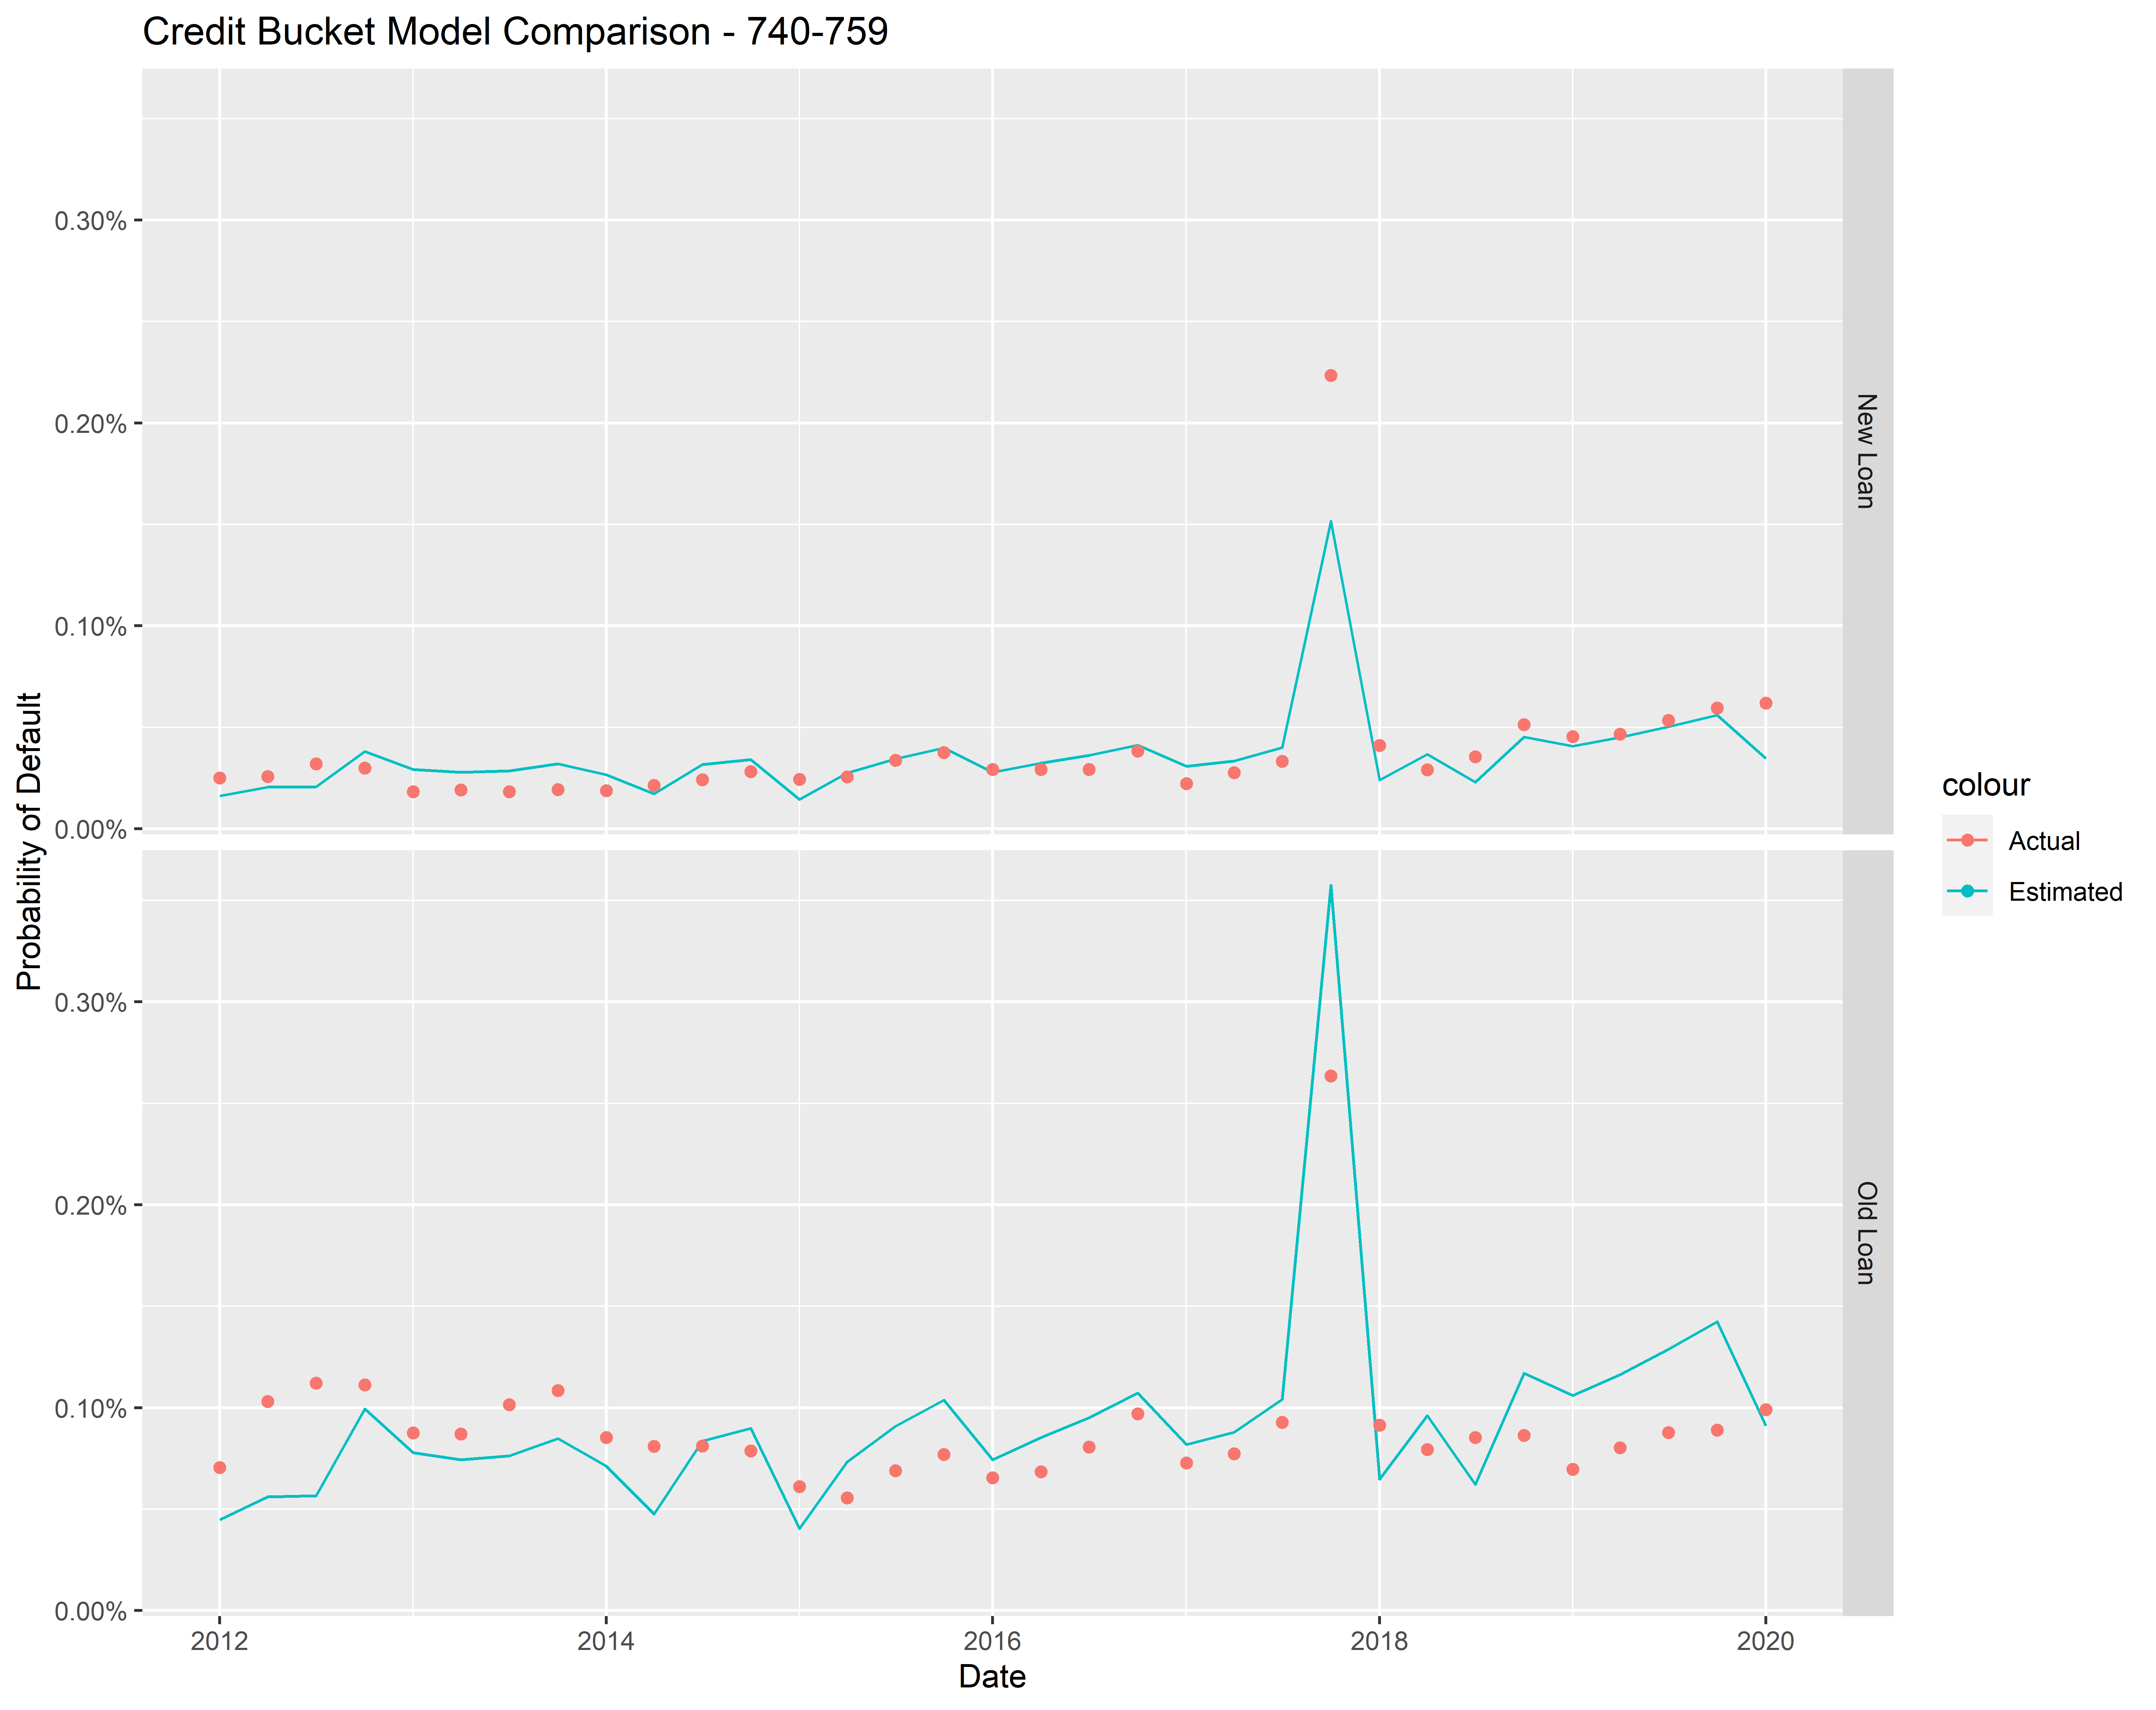 Credit Bucket Model Comparison - 740-759
Probability of Default
0.30%
0.20%
0.10%
0.00%
New Loan
0.30%
0.20%
0.10%
0.00%
Old Loan
2012
2014
2016
2018
2020
Date
colour
Actual
Estimated